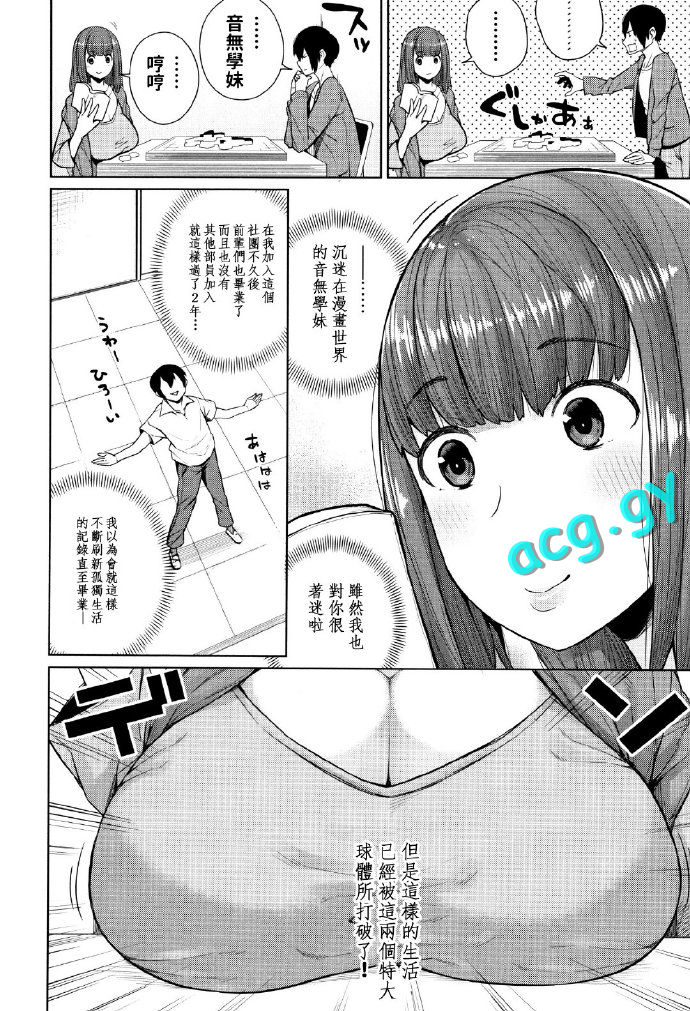 ……
……
ぐしゃあぁぁ
スッ
……
音無學妹
……
哼哼
——……
沉迷在漫畫世界
的音無學妹
在我加入這個
社團不久後
前輩們也畢業了
而且也沒有
其他部員加入
就這樣過了２年…
うわー
ひろーい
あははは
我以為會就這樣
不斷刷新孤獨生活
的記錄直至畢業—
雖然我也
對你很
著迷啦
acg.gy
デデーン
但是這樣的生活
已經被這兩個特大
球體所打破了！